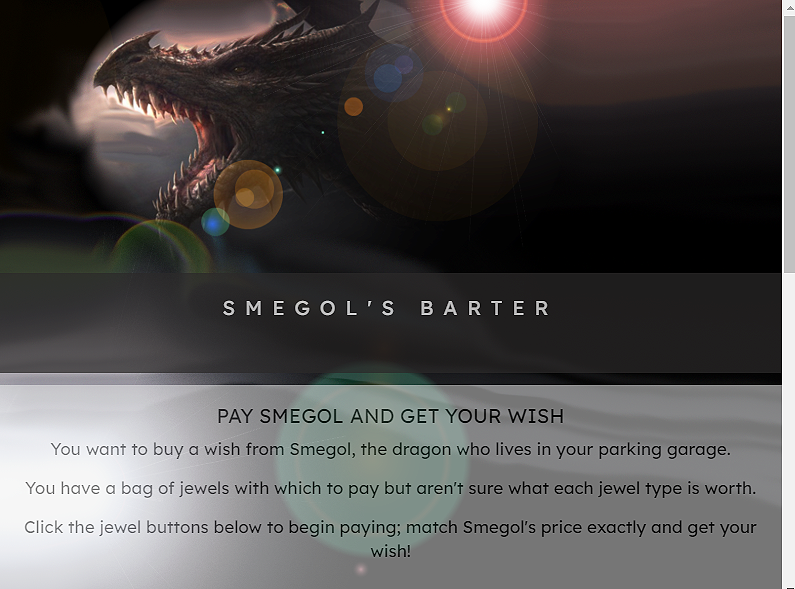 SMEGOL'S BARTER
PAY SMEGOL AND GET YOUR WISH
You want to buy a wish from Smegol, the dragon who lives in your parking garage.
You have a bag of jewels with which to pay but aren't sure what each jewel type is worth.
Click the jewel buttons below to begin paying; match Smegol's price exactly and get your
wish!